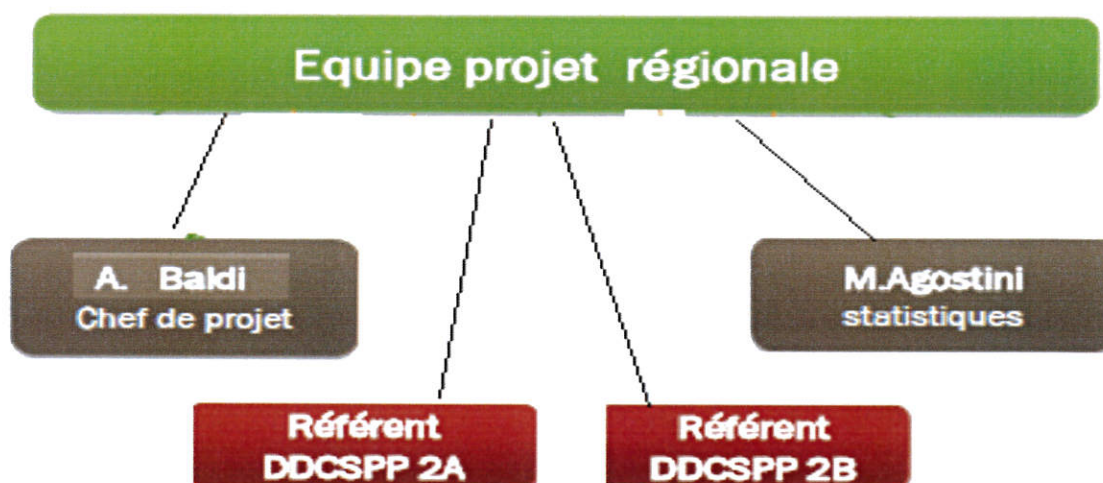 Equipe projet régionale
A. Baldi
Chef de projet
M.Agostini
statistiques
Référent
DDCSPP 2A
Référent
DDCSPP 2B